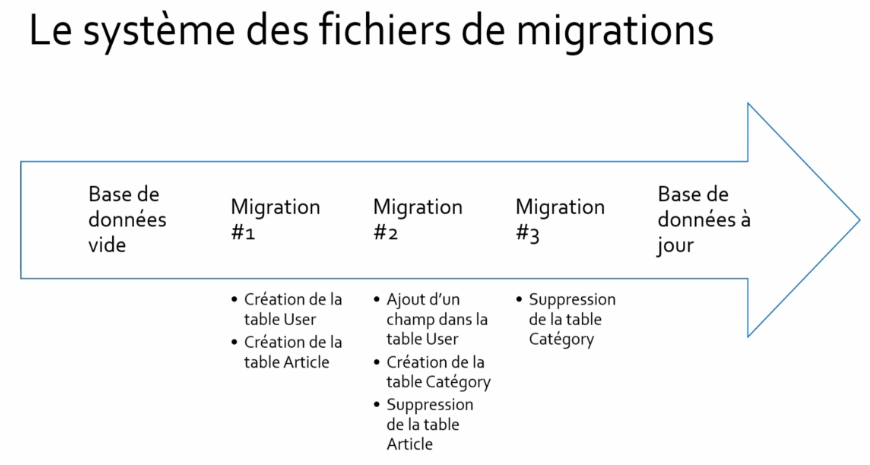 Le système des fichiers de migrations
Base de
données
vide
Migration
#1
Migration
#2
Migration
#3
Base de
données à
jour
• Création de la
table User
• Création de la
table Article
• Ajout d'un
champ dans la
table User
• Création de la
table Catégory
• Suppression
de la table
Article
• Suppression
de la table
Catégory